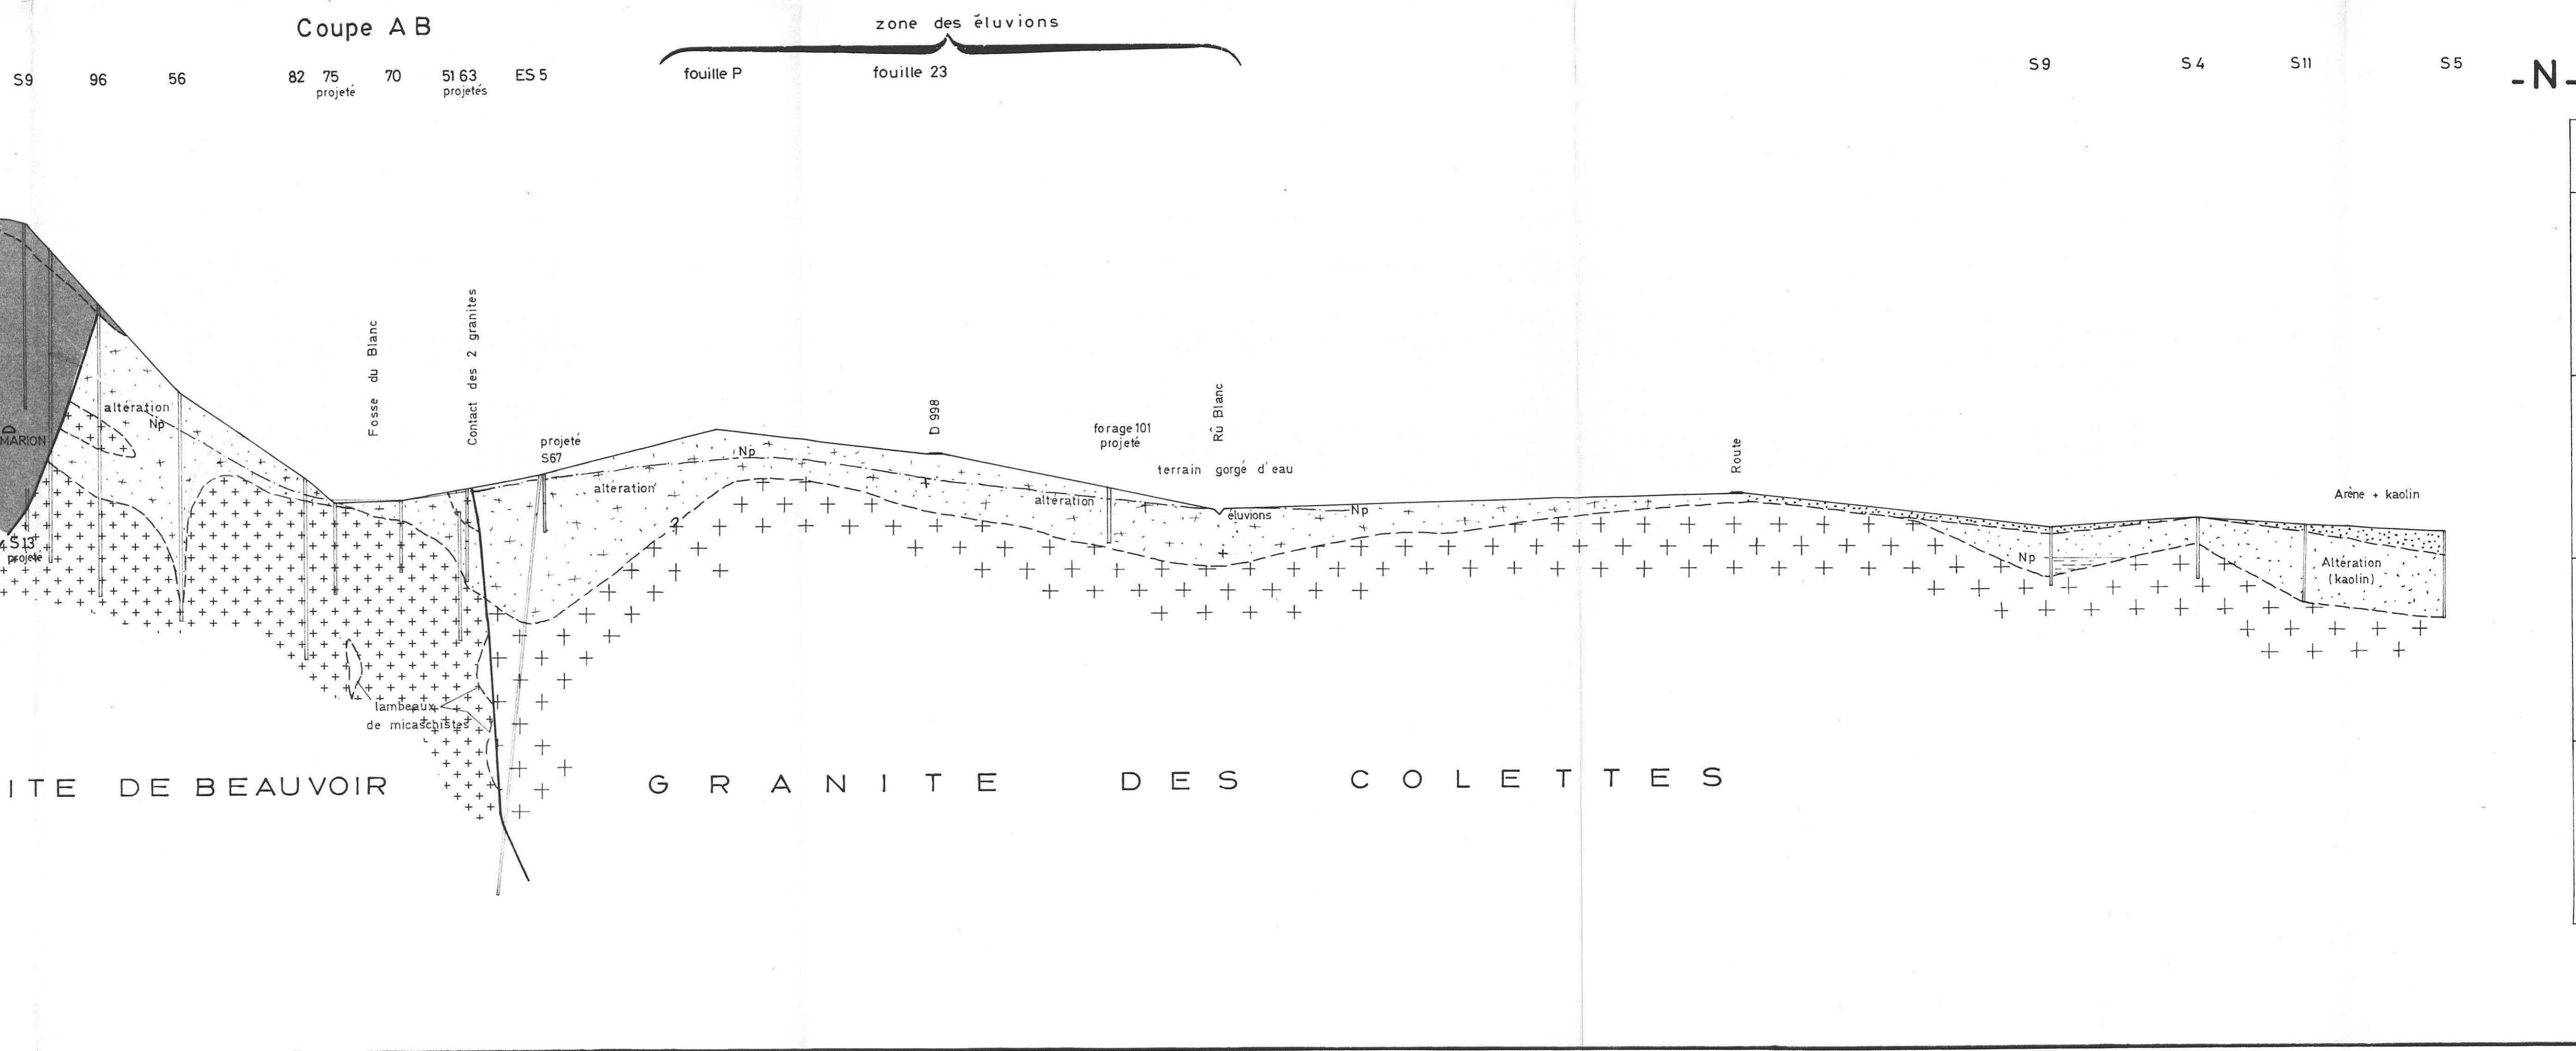 Coupe A B
zone des éluvions
S9 96 56 82 75 70 51 63 ES 5 fouille P fouille 23 S9 S4 S11 S5
projeté projetés
-N-
Fosse du Blanc
Contact des 2 granites
D 998
Rû Blanc
Route
altération
Np
MARION
S13
projeté
projeté
S67
altération
Np
forage 101
projeté
terrain gorgé d'eau
altération
éluvions
Np
Np
Arène + kaolin
Altération
(kaolin)
?
lambeaux
de micaschistes
ITE DE BEAUVOIR
GRANITE DES COLETTES